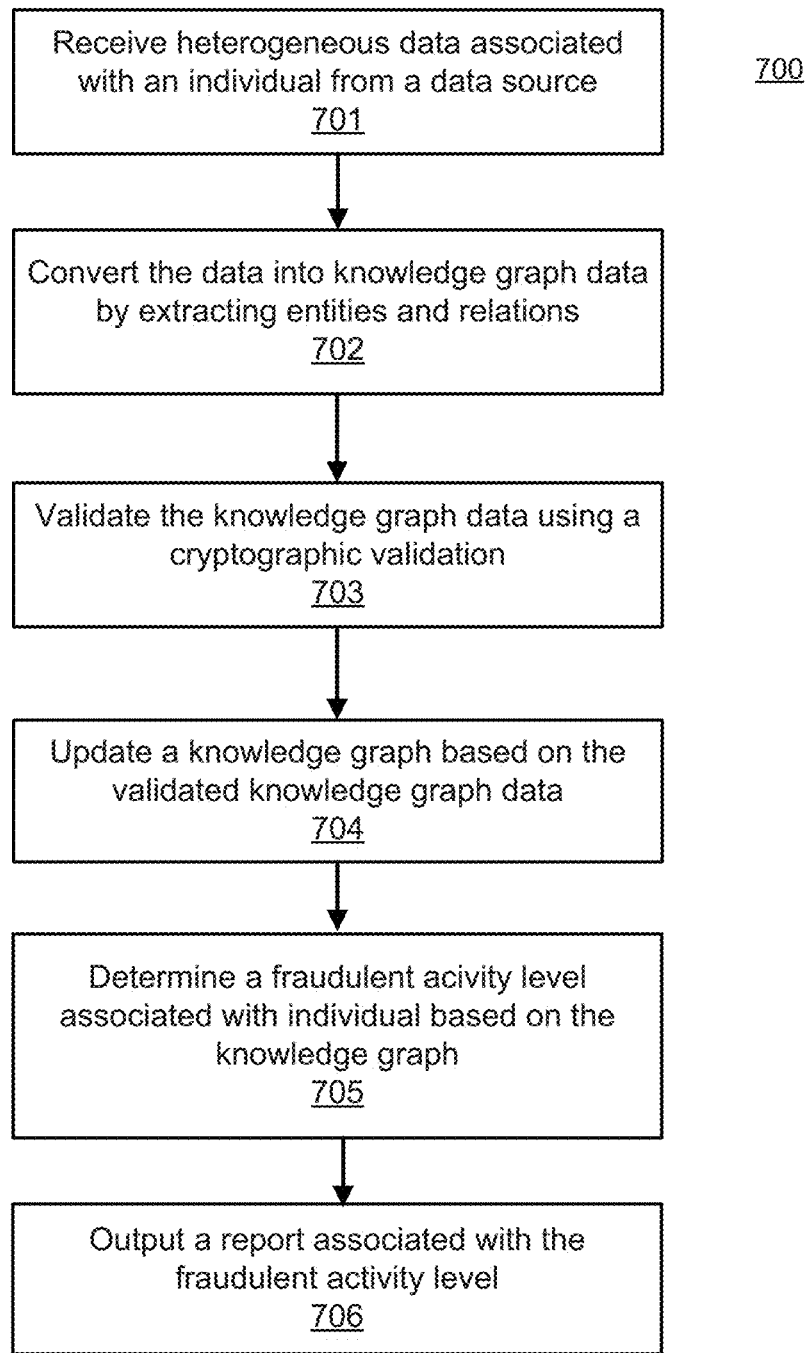 Receive heterogeneous data associated
with an individual from a data source
701
700
Convert the data into knowledge graph data
by extracting entities and relations
702
Validate the knowledge graph data using a
cryptographic validation
703
Update a knowledge graph based on the
validated knowledge graph data
704
Determine a fraudulent acivity level
associated with individual based on the
knowledge graph
705
Output a report associated with the
fraudulent activity level
706